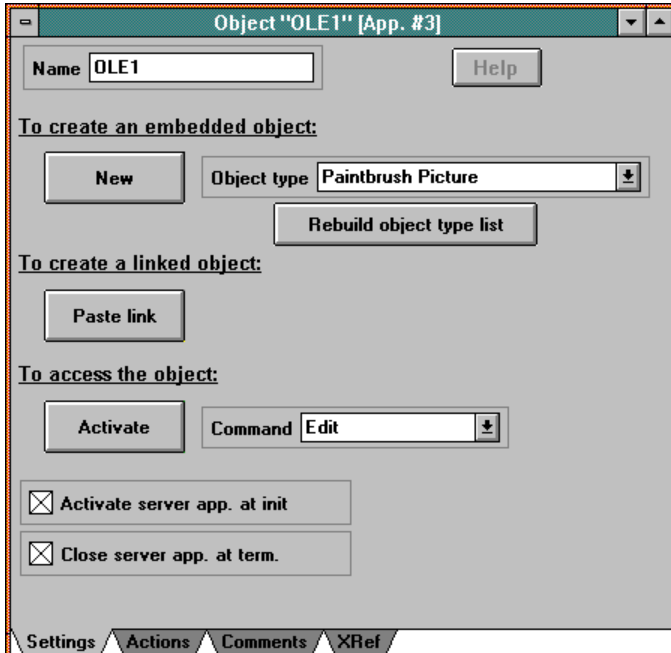 Object "OLE1" [App. #3]
Name OLE1 Help
To create an embedded object:
New Object type Paintbrush Picture
Rebuild object type list
To create a linked object:
Paste link
To access the object:
Activate Command Edit
Activate server app. at init
Close server app. at term.
Settings Actions Comments XRef